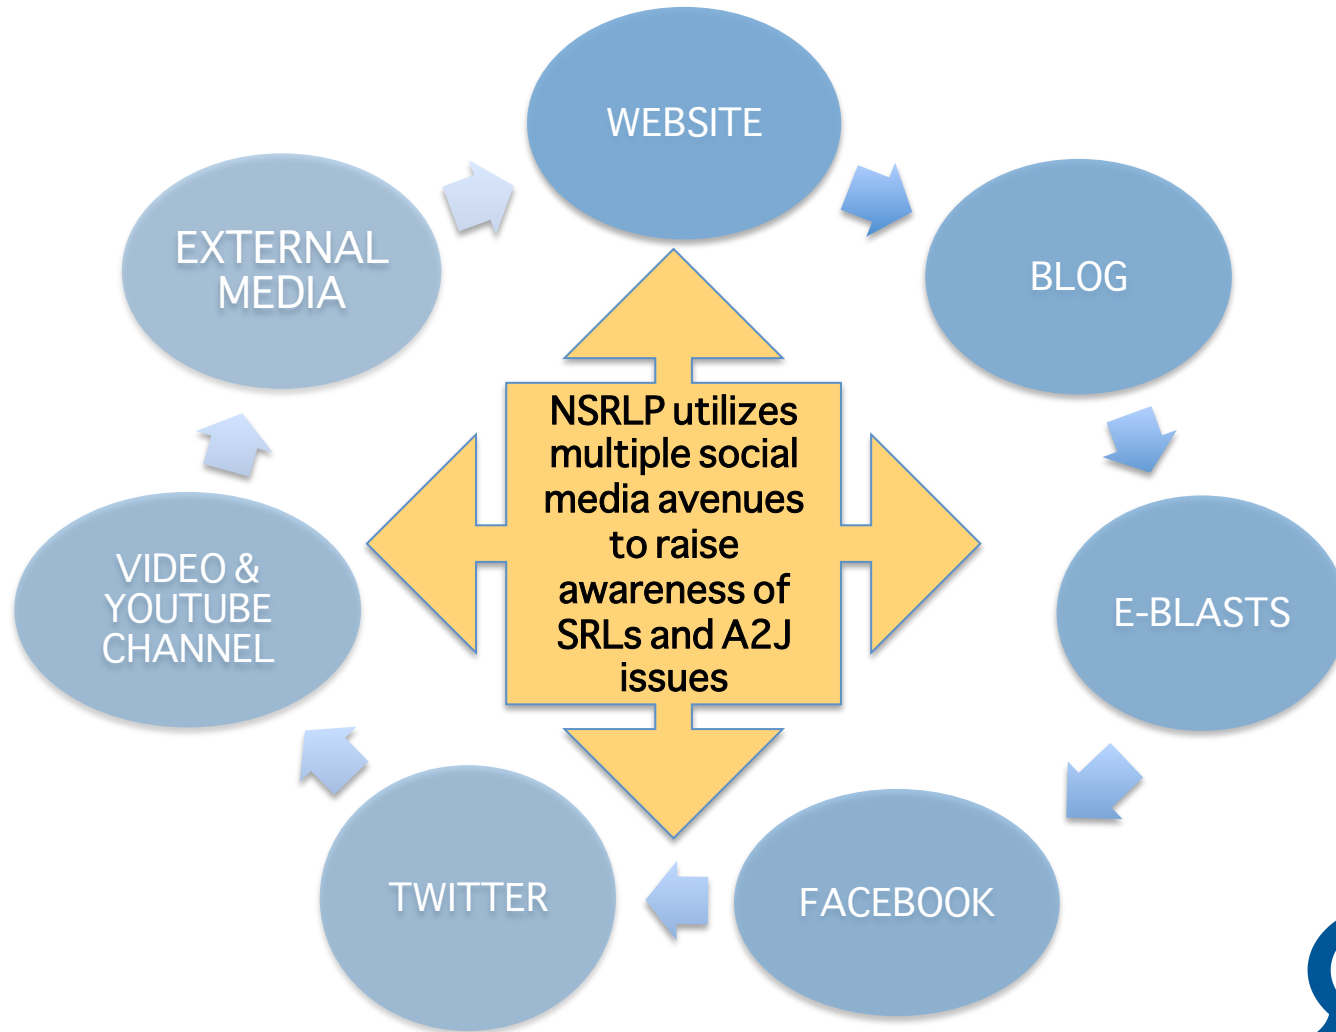 WEBSITE
BLOG
E-BLASTS
FACEBOOK
TWITTER
VIDEO &
YOUTUBE
CHANNEL
EXTERNAL
MEDIA
NSRLP utilizes
multiple social
media avenues
to raise
awareness of
SRLs and A2J
issues